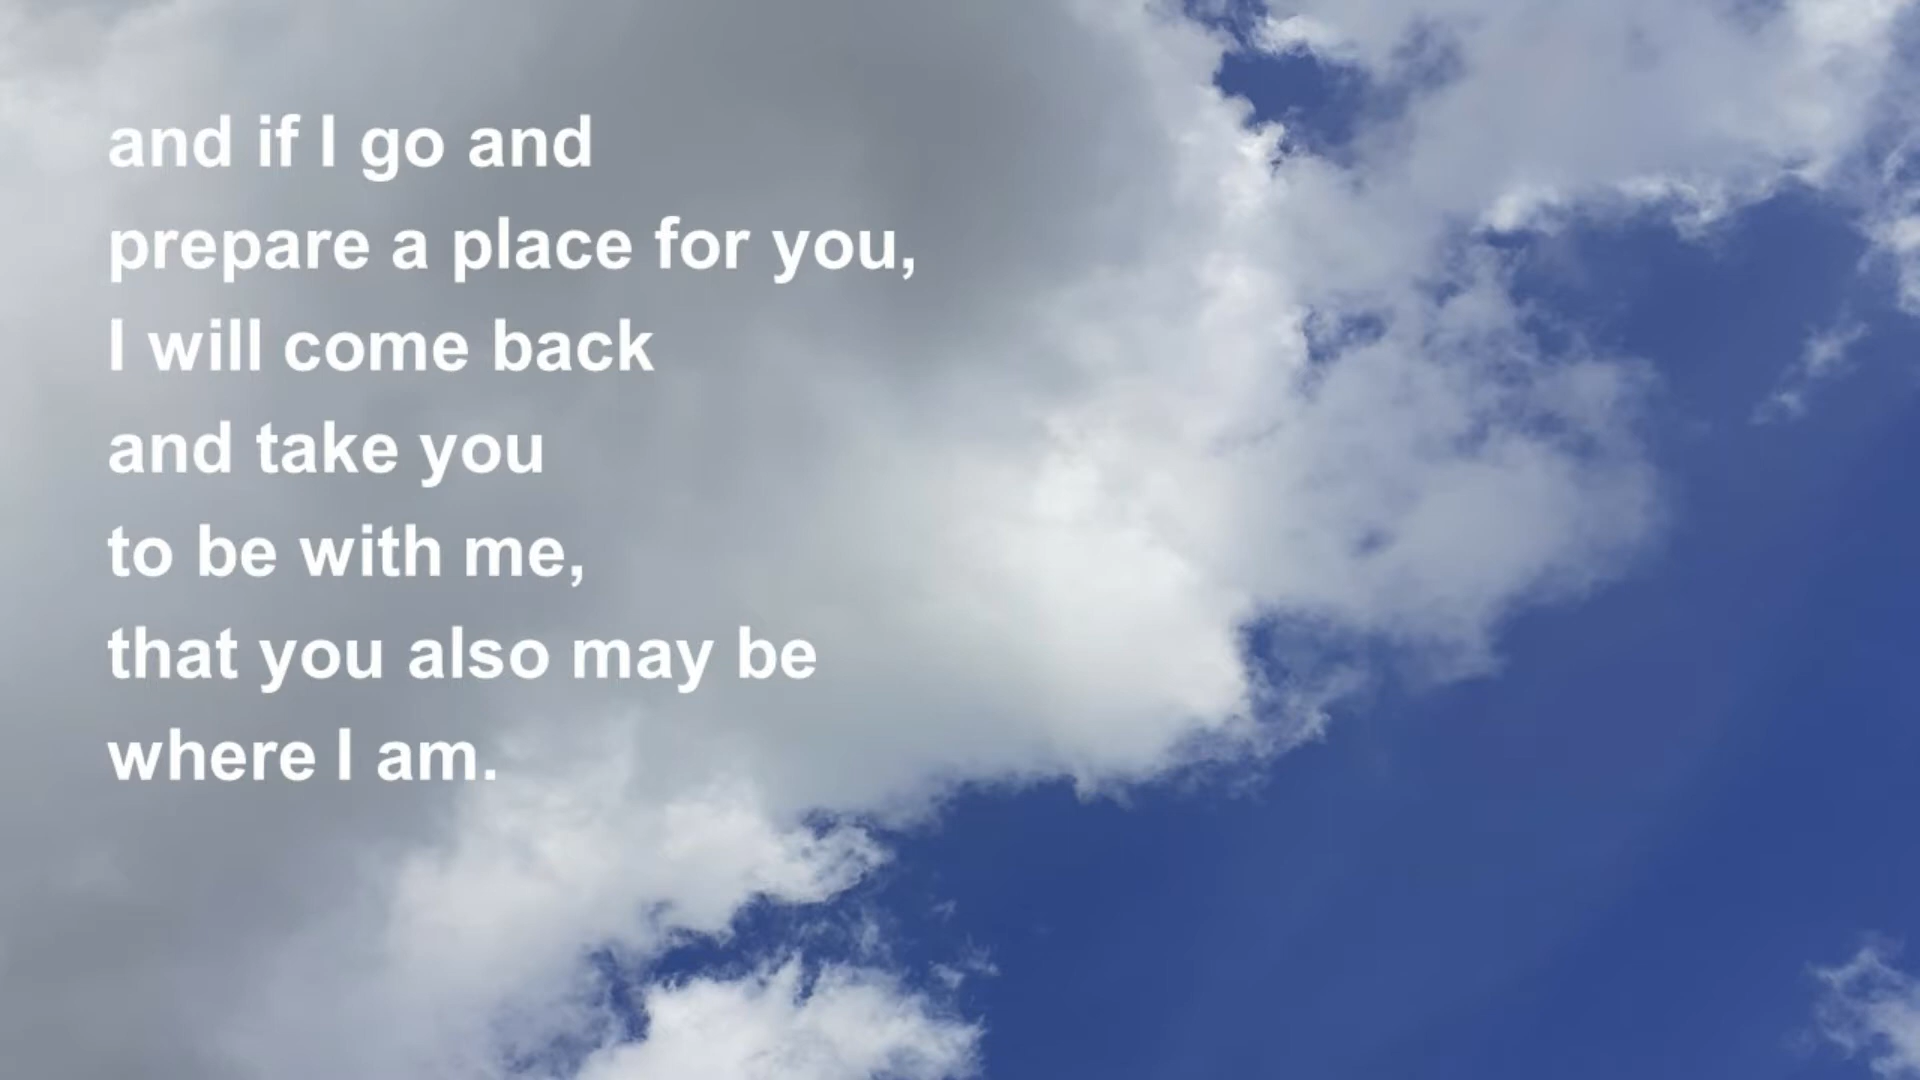 and if I go and
prepare a place for you,
I will come back
and take you
to be with me,
that you also may be
where I am.